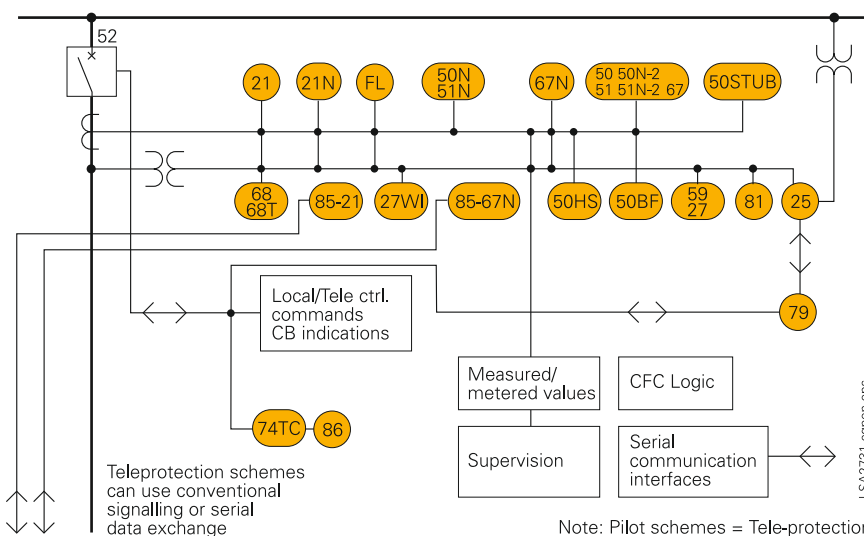 52
21
21N
FL
50N
51N
67N
50 50N-2
51 51N-2 67
50STUB
68
68T
85-21
27WI
85-67N
50HS
50BF
59
27
81
25
79
Local/Tele ctrl.
commands
CB indications
Measured/
metered values
CFC Logic
74TC
86
Supervision
Serial
communication
interfaces
Teleprotection schemes
can use conventional
signalling or serial
data exchange
Note: Pilot schemes = Tele-protection